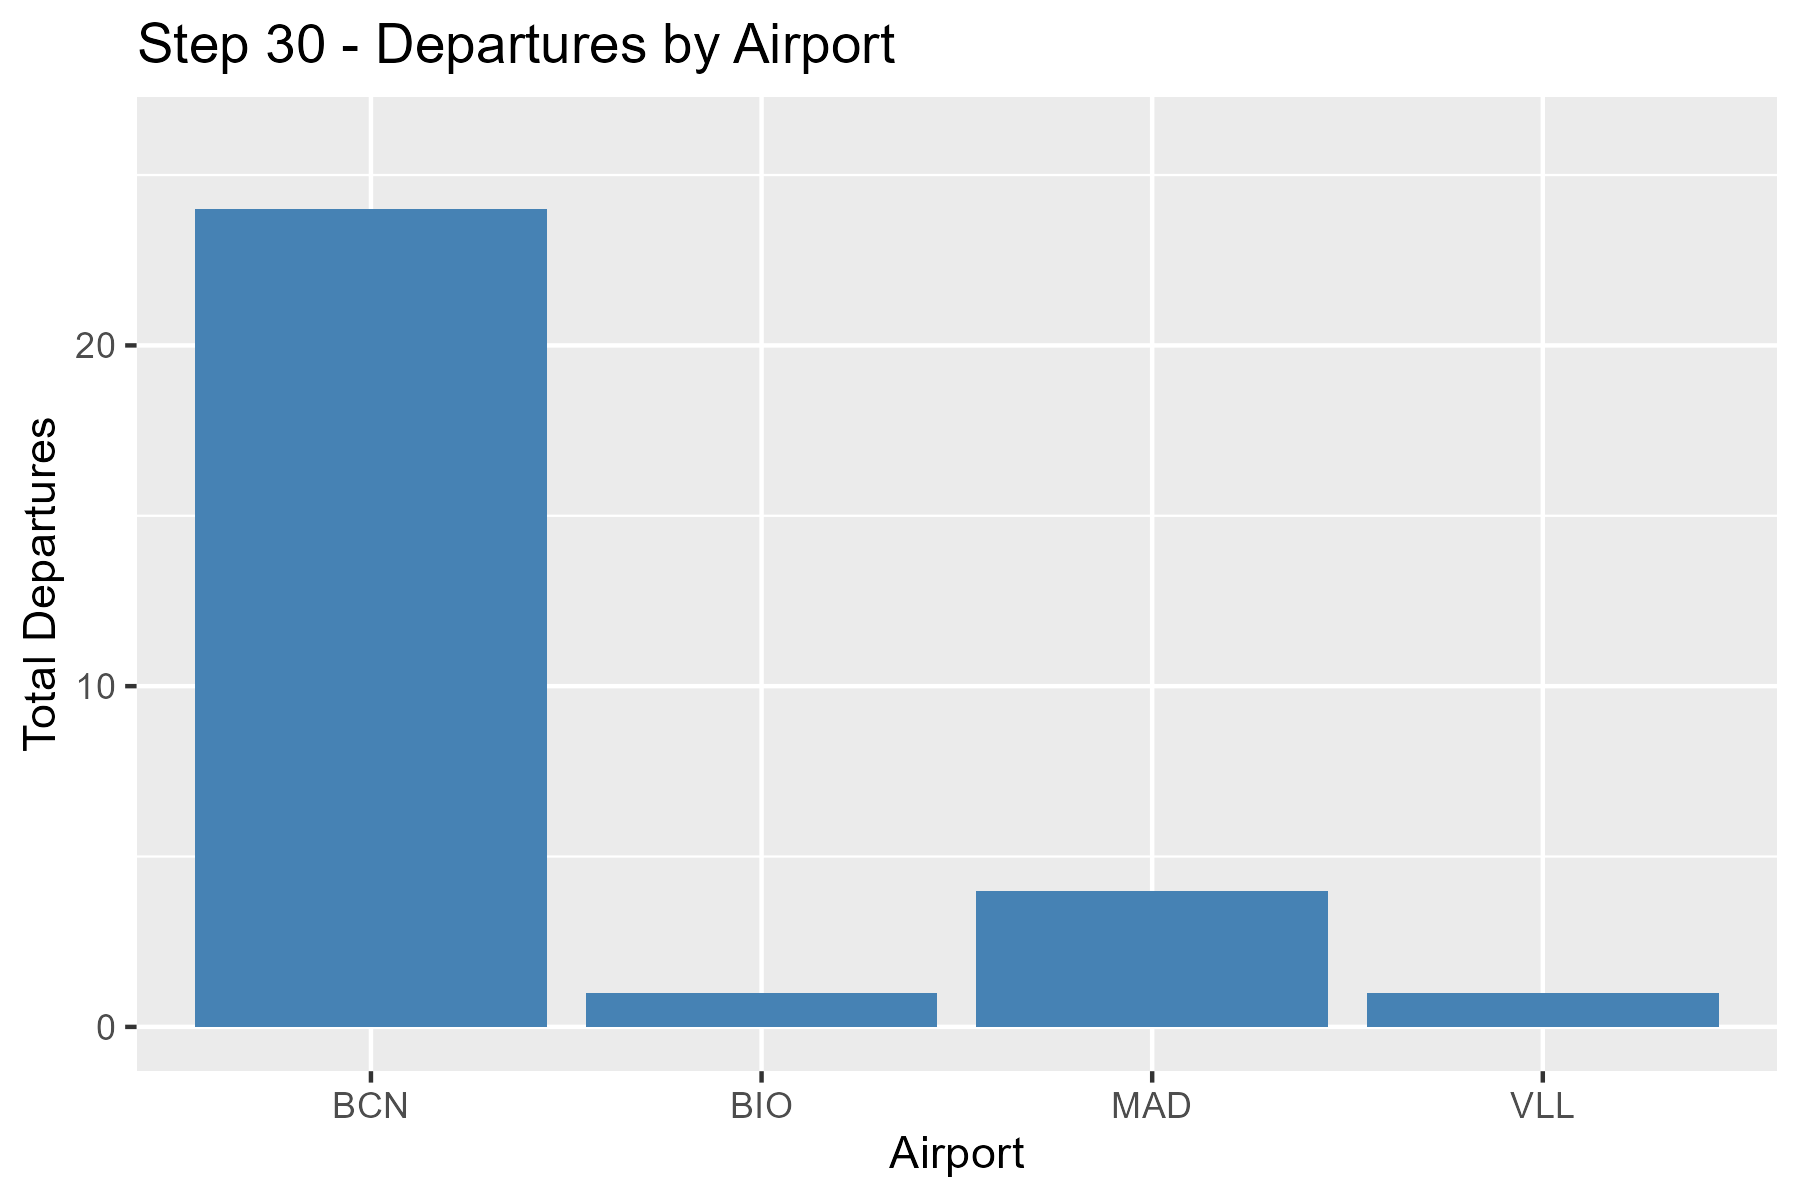 Step 30 - Departures by Airport
Total Departures
20
10
0
BCN
BIO
MAD
VLL
Airport